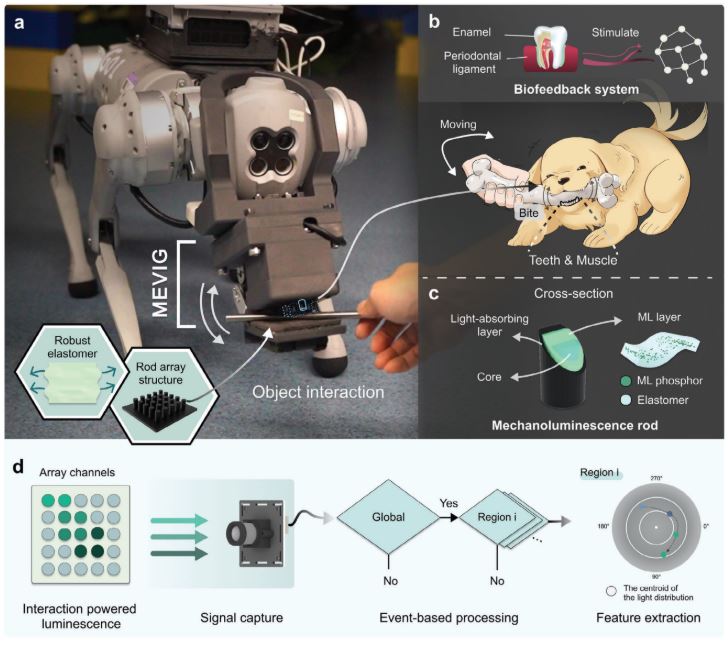 a
MEVIG
Robust
elastomer
Rod array
structure
Object interaction
b
Enamel
Periodontal
ligament
Stimulate
Biofeedback system
Moving
Bite
Teeth & Muscle
c
Cross-section
Light-absorbing
layer
ML layer
Core
ML phosphor
Elastomer
Mechanoluminescence rod
d
Array channels
Interaction powered
luminescence
Signal capture
Global
Yes
Region i
...
No
No
Event-based processing
Region I
270°
180°
0°
90°
The centroid of
the light distribution
Feature extraction